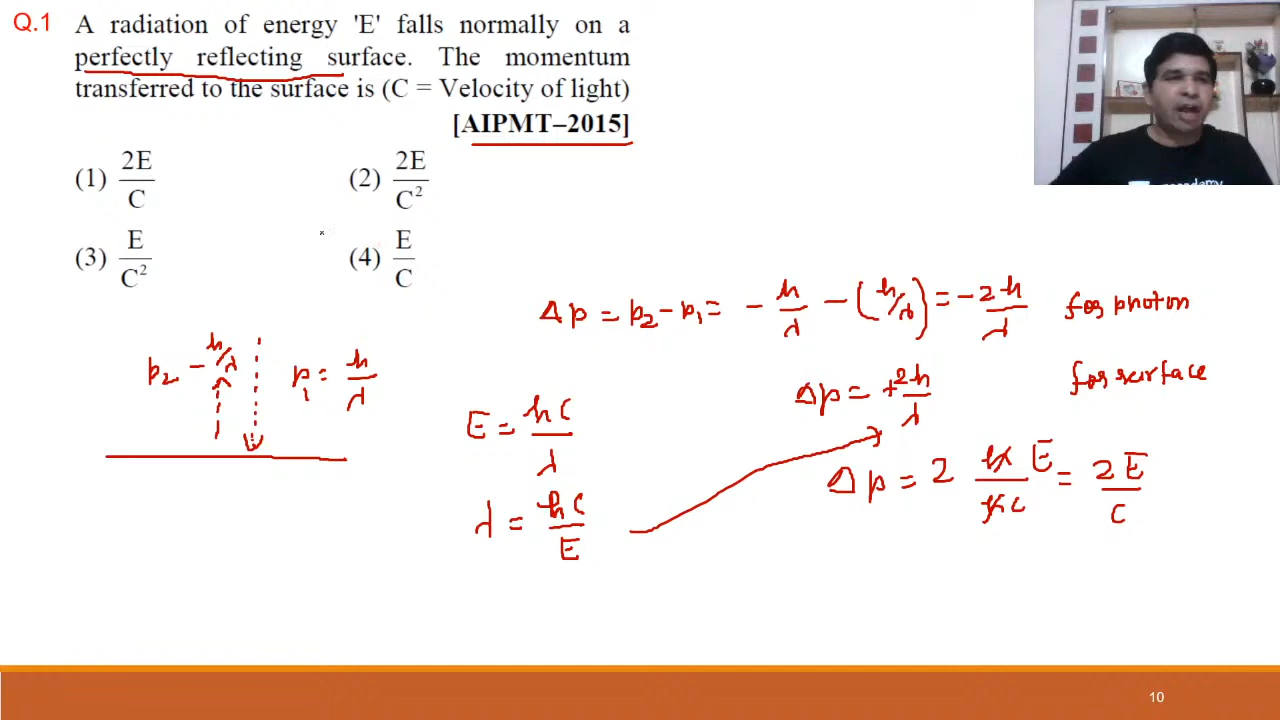 Q.1 A radiation of energy 'E' falls normally on a
perfectly reflecting surface. The momentum
transferred to the surface is (C = Velocity of light)
[AIPMT–2015]
(1) 2E/C (2) 2E/C²
(3) E/C² (4) E/C
Δp = p₂ − p₁ = − h/λ − (h/λ) = − 2h/λ for photon
p₂ − h/λ p₁ = h/λ
Δp = +2h/λ for surface
E = hC/λ
Δp = 2 h/hc E = 2E/C
λ = hC/E
10